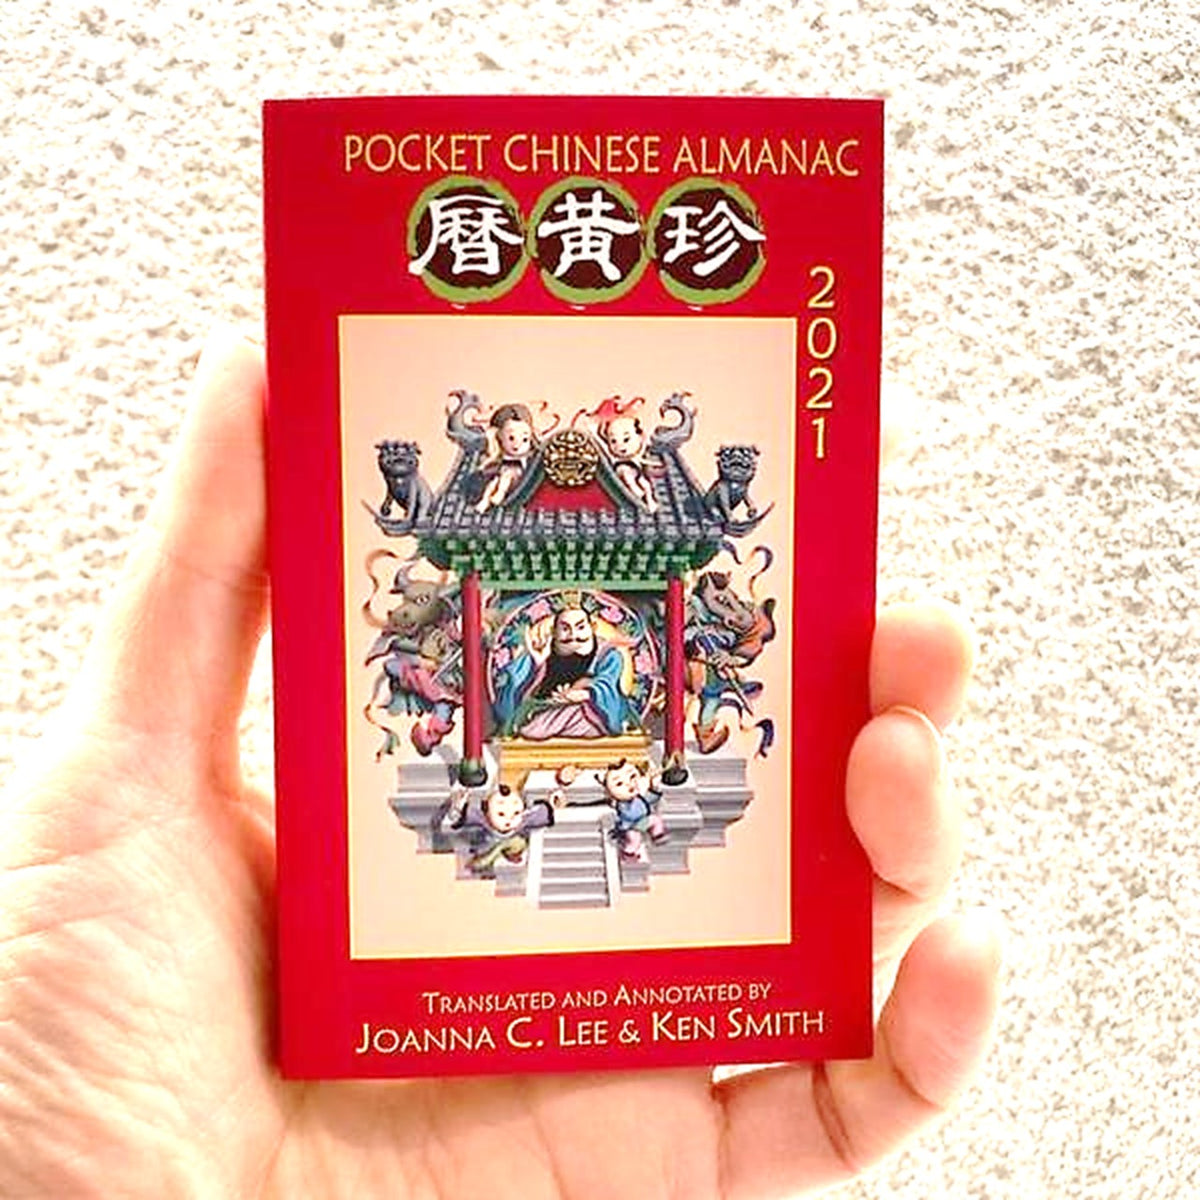 POCKET CHINESE ALMANAC
曆黃珍
2021
TRANSLATED AND ANNOTATED BY
JOANNA C. LEE & KEN SMITH